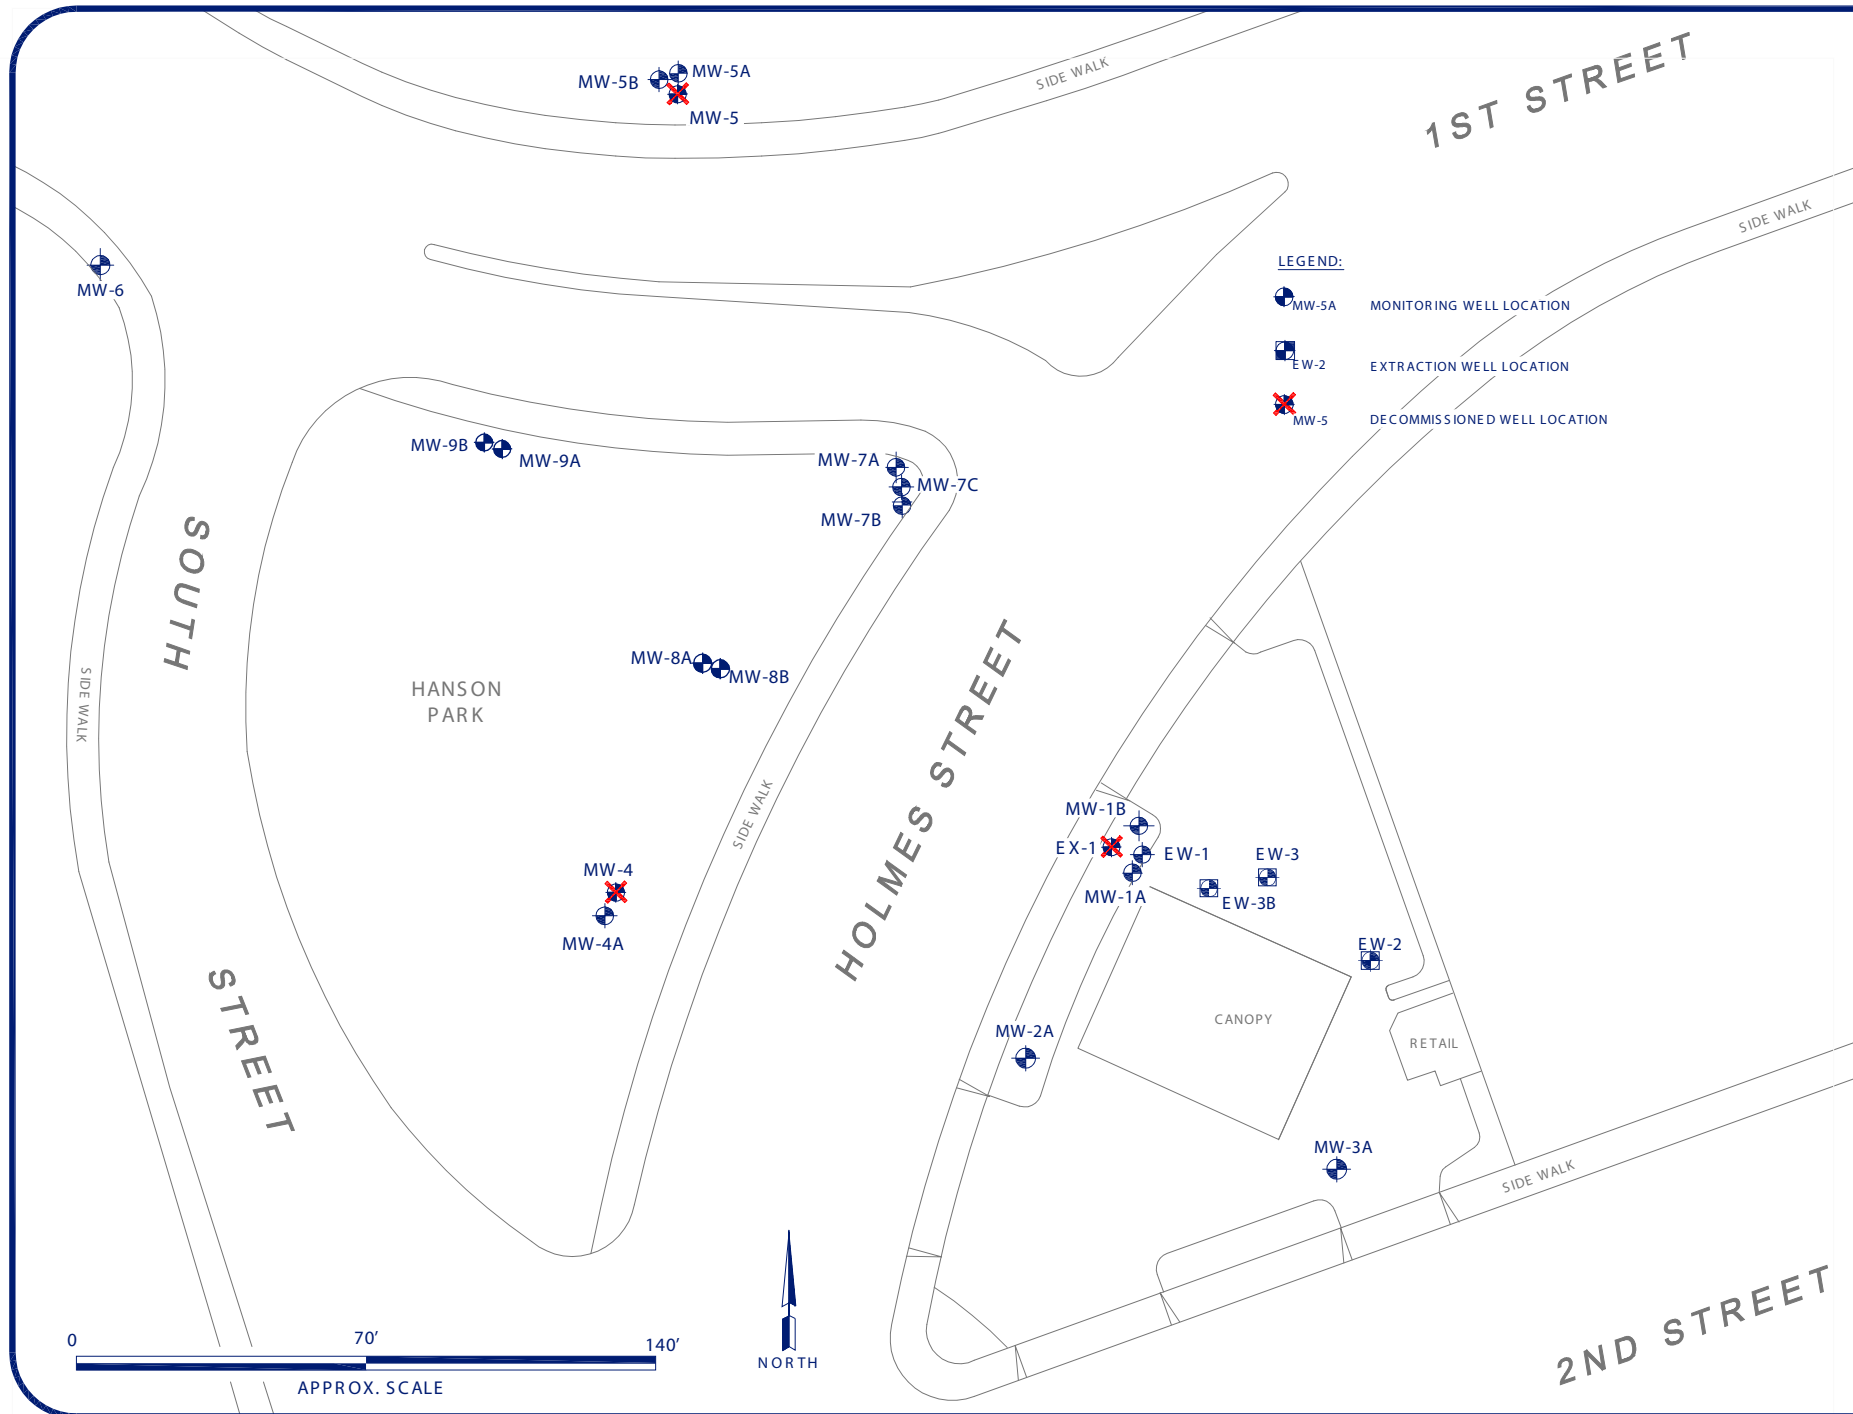 MW-5B
MW-5A
MW-5
SIDE WALK
1ST STREET
SIDE WALK
MW-6
LEGEND:
MW-5A MONITORING WELL LOCATION
EW-2 EXTRACTION WELL LOCATION
MW-5 DECOMMISSIONED WELL LOCATION
MW-9B
MW-9A
MW-7A
MW-7C
MW-7B
SOUTH
STREET
SIDE WALK
MW-8A
MW-8B
HANSON
PARK
HOLMES STREET
SIDE WALK
MW-4
MW-4A
MW-1B
EX-1
EW-1
MW-1A
EW-3
EW-3B
EW-2
MW-2A
CANOPY
RETAIL
MW-3A
SIDE WALK
2ND STREET
0 70' 140'
APPROX. SCALE
NORTH